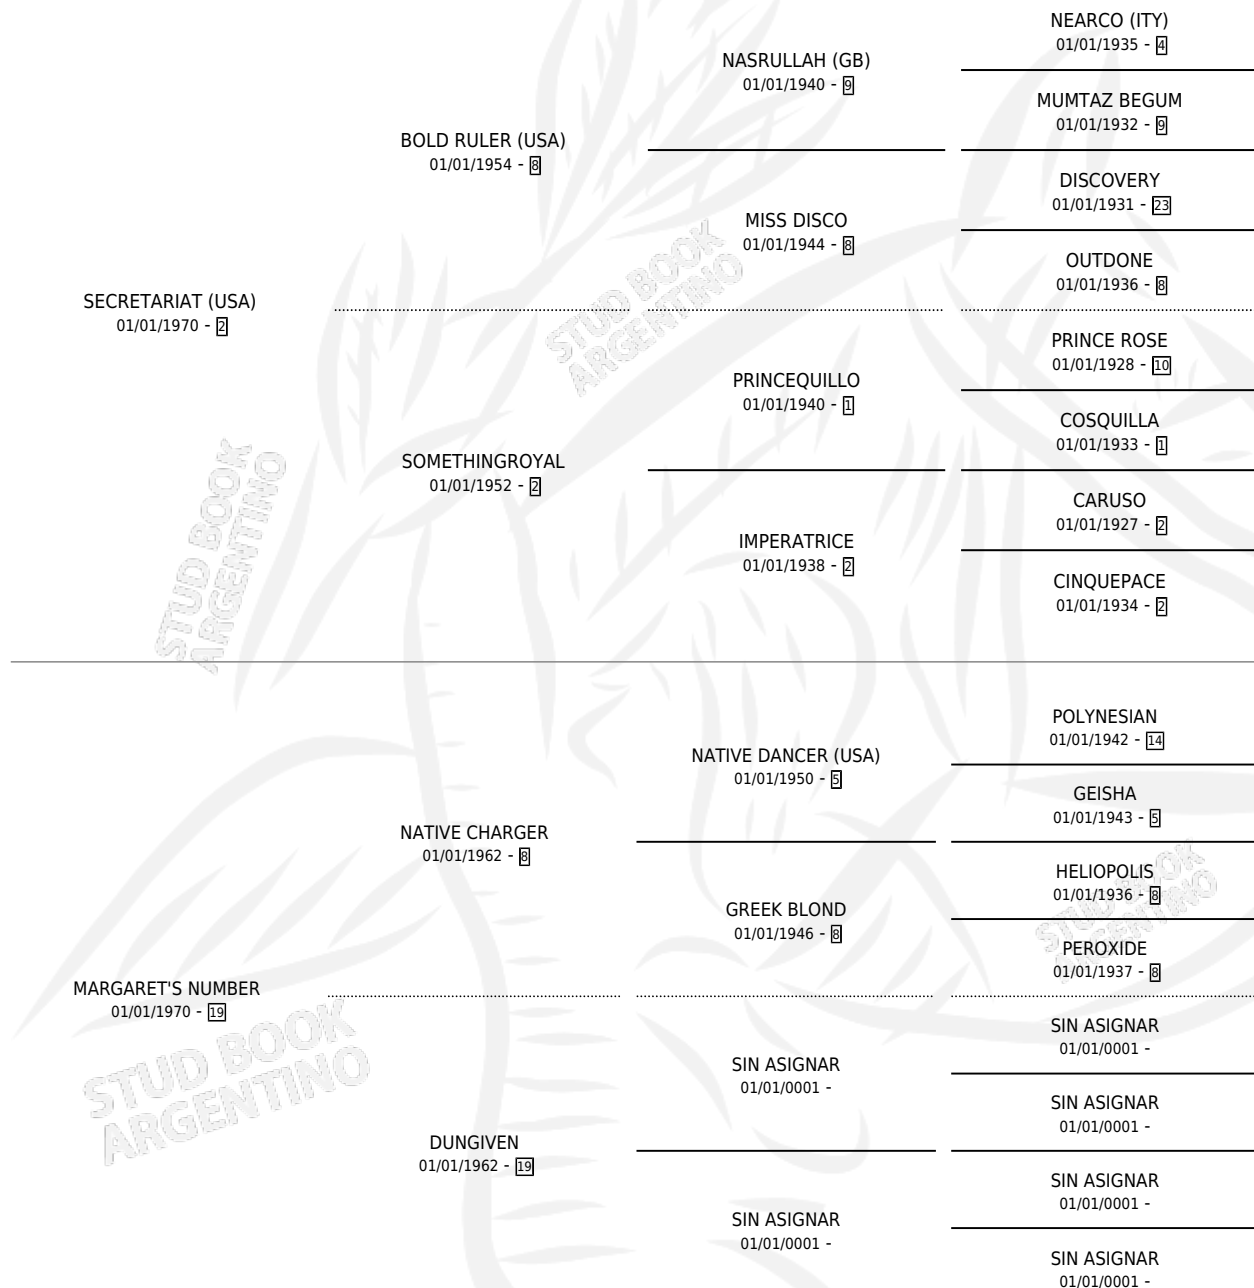 NEARCO (ITY)
01/01/1935 - 4
NASRULLAH (GB)
01/01/1940 - 9
MUMTAZ BEGUM
01/01/1932 - 9
BOLD RULER (USA)
01/01/1954 - 8
DISCOVERY
01/01/1931 - 23
MISS DISCO
01/01/1944 - 8
OUTDONE
01/01/1936 - 8
SECRETARIAT (USA)
01/01/1970 - 2
PRINCE ROSE
01/01/1928 - 10
PRINCEQUILLO
01/01/1940 - 1
COSQUILLA
01/01/1933 - 1
SOMETHINGROYAL
01/01/1952 - 2
CARUSO
01/01/1927 - 2
IMPERATRICE
01/01/1938 - 2
CINQUEPACE
01/01/1934 - 2
POLYNESIAN
01/01/1942 - 14
NATIVE DANCER (USA)
01/01/1950 - 5
GEISHA
01/01/1943 - 5
NATIVE CHARGER
01/01/1962 - 8
HELIOPOLIS
01/01/1936 - 8
GREEK BLOND
01/01/1946 - 8
PEROXIDE
01/01/1937 - 8
MARGARET'S NUMBER
01/01/1970 - 19
SIN ASIGNAR
01/01/0001 -
SIN ASIGNAR
01/01/0001 -
SIN ASIGNAR
01/01/0001 -
DUNGIVEN
01/01/1962 - 19
SIN ASIGNAR
01/01/0001 -
SIN ASIGNAR
01/01/0001 -
SIN ASIGNAR
01/01/0001 -
STUD BOOK
ARGENTINO
STUD BOOK
ARGENTINO
STUD BOOK
ARGENTINO
STUD BOOK
ARGENTINO